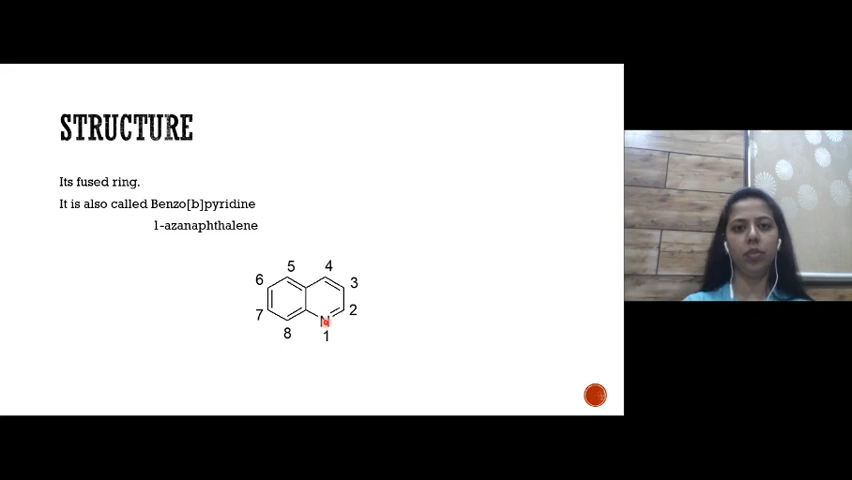 STRUCTURE
Its fused ring.
It is also called Benzo[b]pyridine
1-azanaphthalene
5 4
6 3
7 2
8 N
1